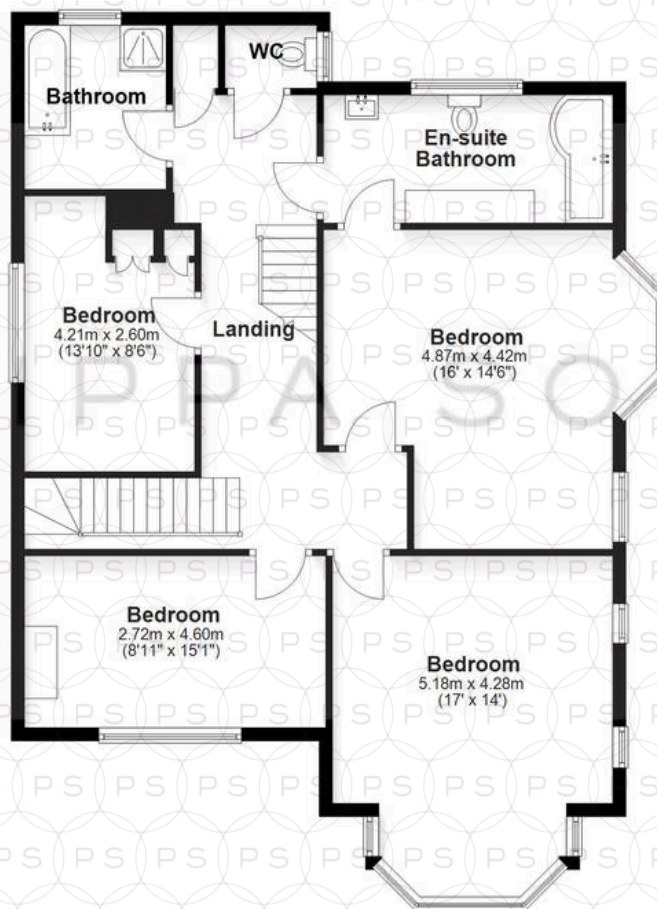 WC
Bathroom
En-suite
Bathroom
Bedroom
4.21m x 2.60m
(13'10" x 8'6")
Landing
Bedroom
4.87m x 4.42m
(16' x 14'6")
PPA SO
Bedroom
2.72m x 4.60m
(8'11" x 15'1")
Bedroom
5.18m x 4.28m
(17' x 14')